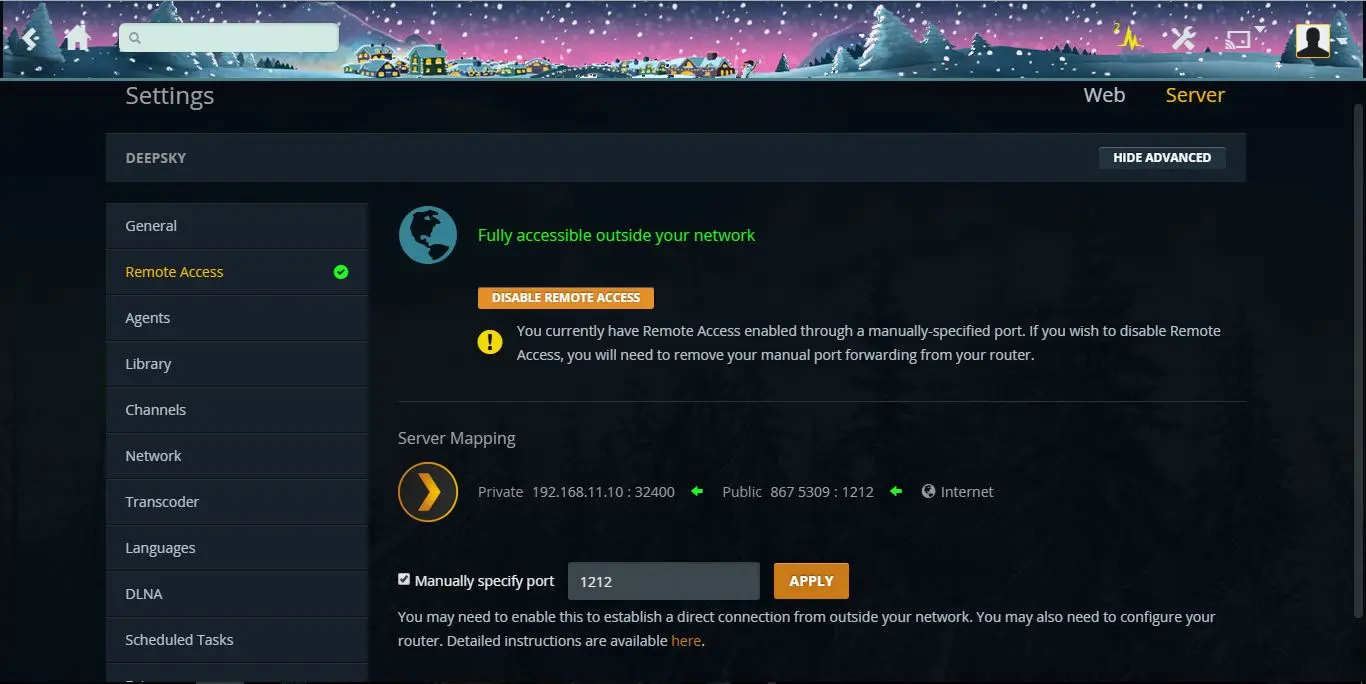 2
Settings
Web
Server
DEEPSKY
HIDE ADVANCED
General
Remote Access
Agents
Library
Channels
Network
Transcoder
Languages
DLNA
Scheduled Tasks
Fully accessible outside your network
DISABLE REMOTE ACCESS
You currently have Remote Access enabled through a manually-specified port. If you wish to disable Remote
Access, you will need to remove your manual port forwarding from your router.
Server Mapping
Private 192.168.11.10 : 32400 Public 867 5309 : 1212 Internet
Manually specify port 1212 APPLY
You may need to enable this to establish a direct connection from outside your network. You may also need to configure your
router. Detailed instructions are available here.